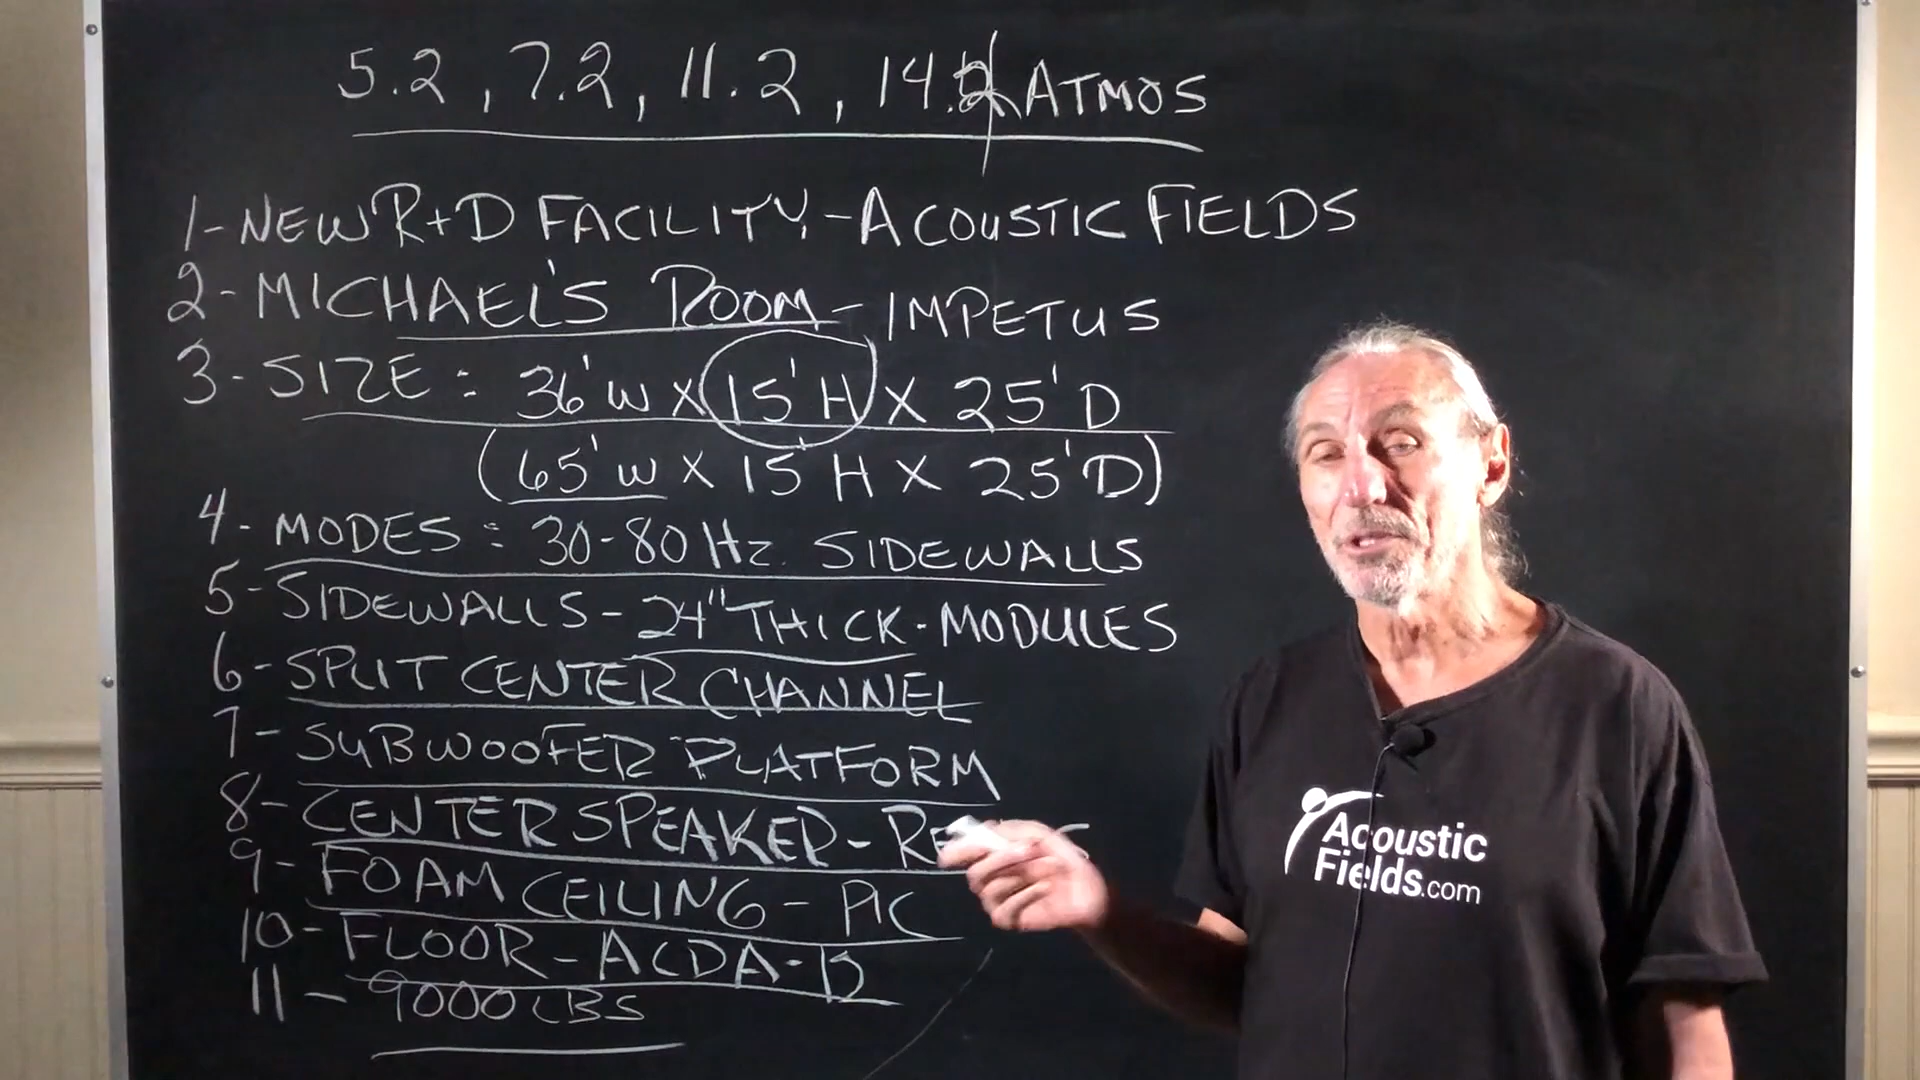 5.2, 7.2, 11.2, 14.2 ATMOS
1- NEW R+D FACILITY - ACOUSTIC FIELDS
2- MICHAEL'S ROOM - IMPETUS
3- SIZE: 36' W X 15' H X 25' D
(65' W X 15' H X 25' D)
4- MODES: 30-80 Hz. SIDEWALLS
5- SIDEWALLS - 24" THICK - MODULES
6- SPLIT CENTER CHANNEL
7- SUBWOOFER PLATFORM
8- CENTER SPEAKER -
9- FOAM CEILING - PIC
10- FLOOR - ACDA-12
11- 9000 LBS
Acoustic
Fields.com